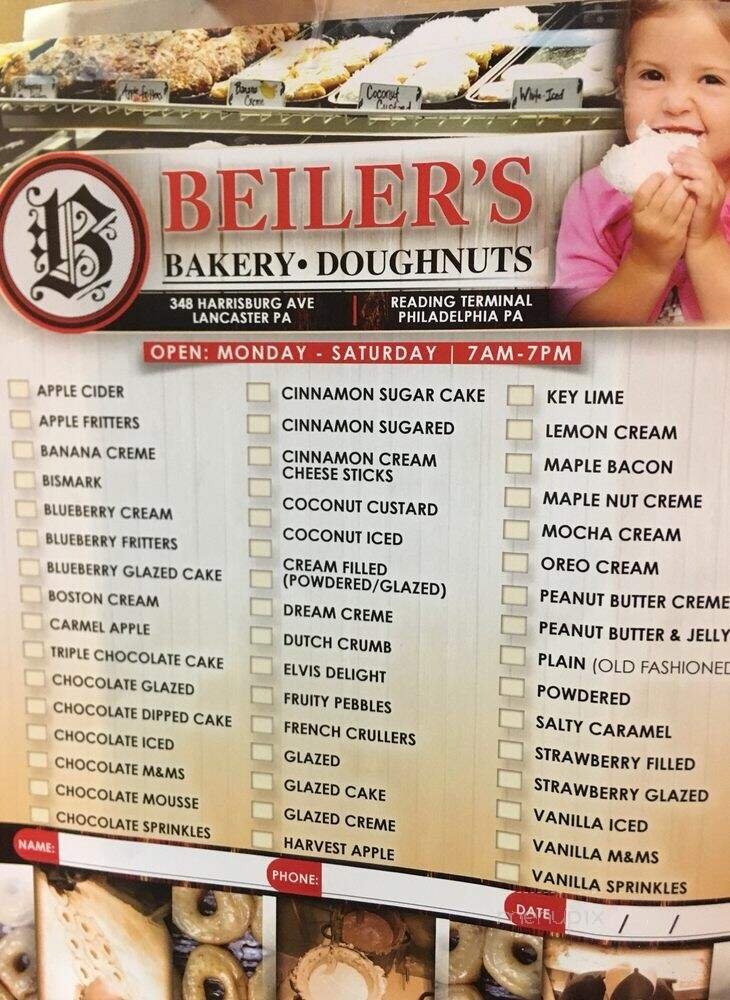 Apple Fritters
Banana Creme
Coconut Custard
White Iced
B
BEILER'S
BAKERY • DOUGHNUTS
348 HARRISBURG AVE
LANCASTER PA
READING TERMINAL
PHILADELPHIA PA
OPEN: MONDAY - SATURDAY | 7AM-7PM
APPLE CIDER
APPLE FRITTERS
BANANA CREME
BISMARK
BLUEBERRY CREAM
BLUEBERRY FRITTERS
BLUEBERRY GLAZED CAKE
BOSTON CREAM
CARMEL APPLE
TRIPLE CHOCOLATE CAKE
CHOCOLATE GLAZED
CHOCOLATE DIPPED CAKE
CHOCOLATE ICED
CHOCOLATE M&MS
CHOCOLATE MOUSSE
CHOCOLATE SPRINKLES
CINNAMON SUGAR CAKE
CINNAMON SUGARED
CINNAMON CREAM
CHEESE STICKS
COCONUT CUSTARD
COCONUT ICED
CREAM FILLED
(POWDERED/GLAZED)
DREAM CREME
DUTCH CRUMB
ELVIS DELIGHT
FRUITY PEBBLES
FRENCH CRULLERS
GLAZED
GLAZED CAKE
GLAZED CREME
HARVEST APPLE
KEY LIME
LEMON CREAM
MAPLE BACON
MAPLE NUT CREME
MOCHA CREAM
OREO CREAM
PEANUT BUTTER CREME
PEANUT BUTTER & JELLY
PLAIN (OLD FASHIONED
POWDERED
SALTY CARAMEL
STRAWBERRY FILLED
STRAWBERRY GLAZED
VANILLA ICED
VANILLA M&MS
VANILLA SPRINKLES
NAME:
PHONE:
DATE / /
menupix